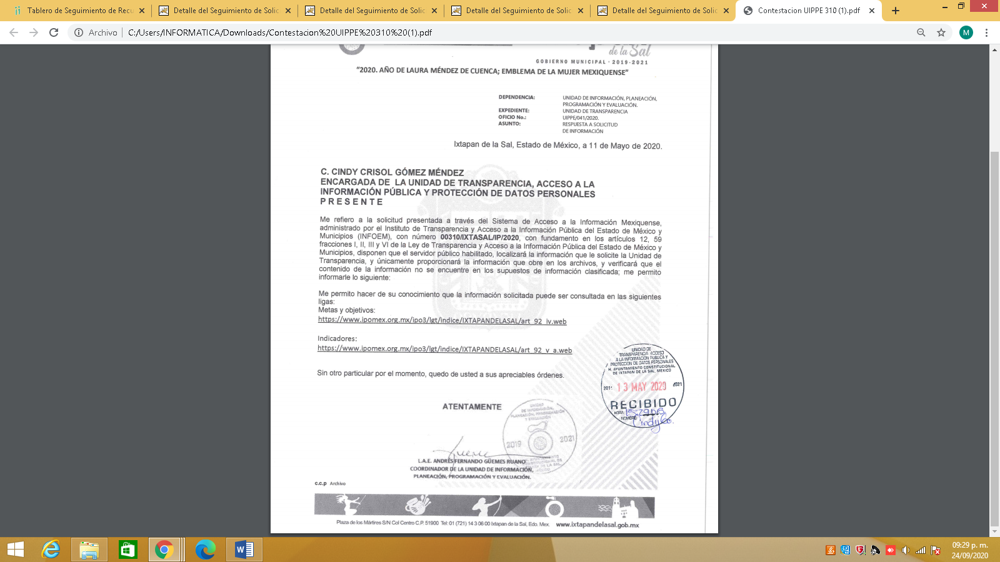 Tablero de Seguimiento de Recu
Detalle del Seguimiento de Solic
Detalle del Seguimiento de Solic
Detalle del Seguimiento de Solic
Detalle del Seguimiento de Solic
Contestacion UIPPE 310 (1).pdf
Archivo
C:/Users/INFORMATICA/Downloads/Contestacion%20UIPPE%20310%20(1).pdf
M
de la Sal
GOBIERNO MUNICIPAL - 2019-2021
"2020. AÑO DE LAURA MÉNDEZ DE CUENCA; EMBLEMA DE LA MUJER MEXIQUENSE"
DEPENDENCIA: UNIDAD DE INFORMACIÓN, PLANEACIÓN,
PROGRAMACIÓN Y EVALUACIÓN.
EXPEDIENTE: UNIDAD DE TRANSPARENCIA
OFICIO No.: UIPPE/041/2020.
ASUNTO: RESPUESTA A SOLICITUD
DE INFORMACIÓN
Ixtapan de la Sal, Estado de México, a 11 de Mayo de 2020.
C. CINDY CRISOL GÓMEZ MÉNDEZ
ENCARGADA DE LA UNIDAD DE TRANSPARENCIA, ACCESO A LA
INFORMACIÓN PÚBLICA Y PROTECCIÓN DE DATOS PERSONALES
P R E S E N T E
Me refiero a la solicitud presentada a través del Sistema de Acceso a la Información Mexiquense,
administrado por el Instituto de Transparencia y Acceso a la Información Pública del Estado de México y
Municipios (INFOEM), con número 00310/IXTASAL/IP/2020, con fundamento en los artículos 12, 59
fracciones I, II, III y VI de la Ley de Transparencia y Acceso a la Información Pública del Estado de México y
Municipios, disponen que el servidor público habilitado, localizará la información que le solicite la Unidad de
Transparencia, y únicamente proporcionará la información que obre en los archivos, y verificará que el
contenido de la información no se encuentre en los supuestos de información clasificada; me permito
informarle lo siguiente:
Me permito hacer de su conocimiento que la información solicitada puede ser consultada en las siguientes
ligas:
Metas y objetivos:
https://www.ipomex.org.mx/ipo3/lgt/indice/IXTAPANDELASAL/art_92_iv.web
Indicadores:
https://www.ipomex.org.mx/ipo3/lgt/indice/IXTAPANDELASAL/art_92_v_a.web
Sin otro particular por el momento, quedo de usted a sus apreciables órdenes.
UNIDAD DE
TRANSPARENCIA ACCESO
A LA INFORMACIÓN PÚBLICA Y
PROTECCIÓN DE DATOS PERSONALES
H. AYUNTAMIENTO CONSTITUCIONAL
DE IXTAPAN DE LA SAL, MÉXICO
13 MAY 2020 2021
RECIBIDO
HORA:
NOMBRE:
ATENTAMENTE
UNIDAD
DE INFORMACIÓN,
PLANEACIÓN, PROGRAMACIÓN
Y EVALUACIÓN
2019 2021
L.A.E. ANDRÉS FERNANDO GÜEMES RUANO
COORDINADOR DE LA UNIDAD DE INFORMACIÓN,
PLANEACIÓN, PROGRAMACIÓN Y EVALUACIÓN.
c.c.p Archivo
Plaza de los Mártires S/N Col Centro C.P. 51900 Tel: 01 (721) 14 3 06 00 Ixtapan de la Sal, Edo. Mex. www.ixtapandelasal.gob.mx
09:29 p. m.
24/09/2020